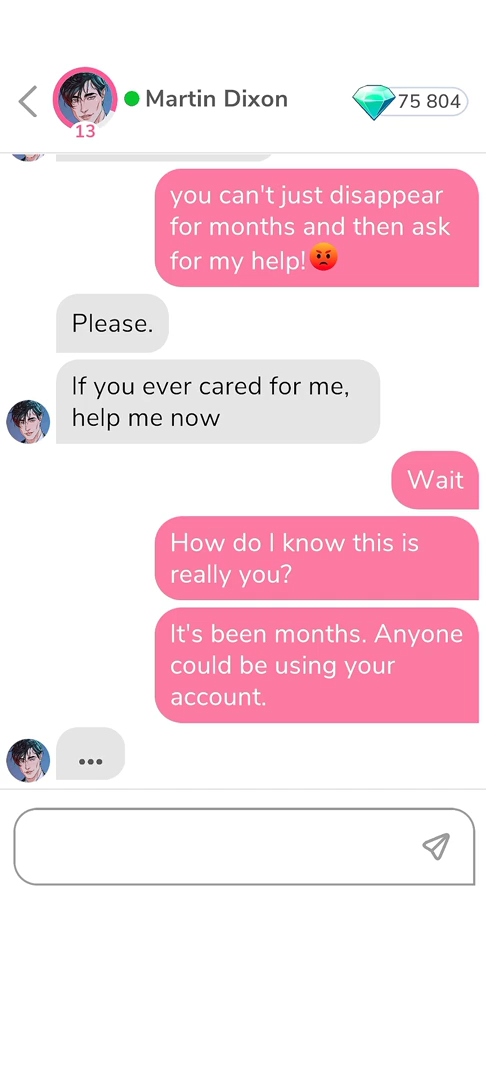 Martin Dixon
75 804
13
you can't just disappear
for months and then ask
for my help!😡
Please.
If you ever cared for me,
help me now
Wait
How do I know this is
really you?
It's been months. Anyone
could be using your
account.
...